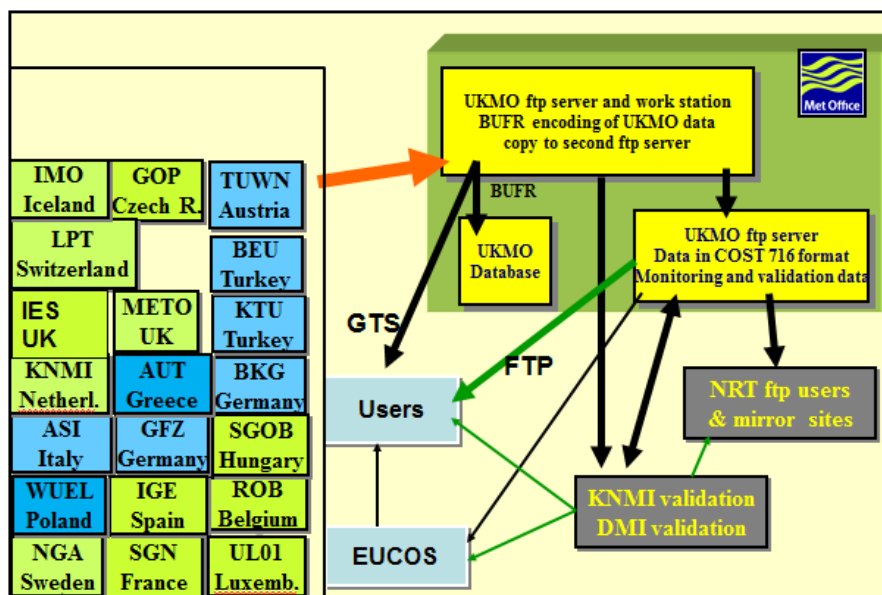 UKMO ftp server and work station
BUFR encoding of UKMO data
copy to second ftp server
Met Office
IMO
Iceland
GOP
Czech R.
TUWN
Austria
BUFR
LPT
Switzerland
BEU
Turkey
UKMO
Database
UKMO ftp server
Data in COST 716 format
Monitoring and validation data
IES
UK
METO
UK
KTU
Turkey
GTS
FTP
KNMI
Netherl.
AUT
Greece
BKG
Germany
Users
NRT ftp users
& mirror sites
ASI
Italy
GFZ
Germany
SGOB
Hungary
WUEL
Poland
IGE
Spain
ROB
Belgium
KNMI validation
DMI validation
NGA
Sweden
SGN
France
UL01
Luxemb.
EUCOS